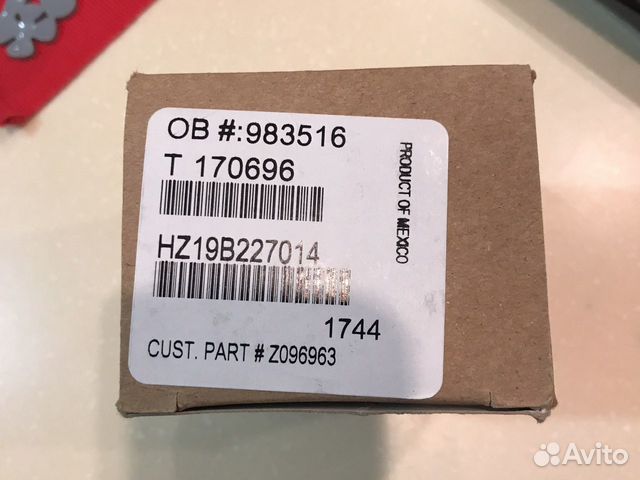 OB #:983516
T 170696
HZ19B227014
1744
CUST. PART # Z096963
PRODUCT OF MEXICO
Avito